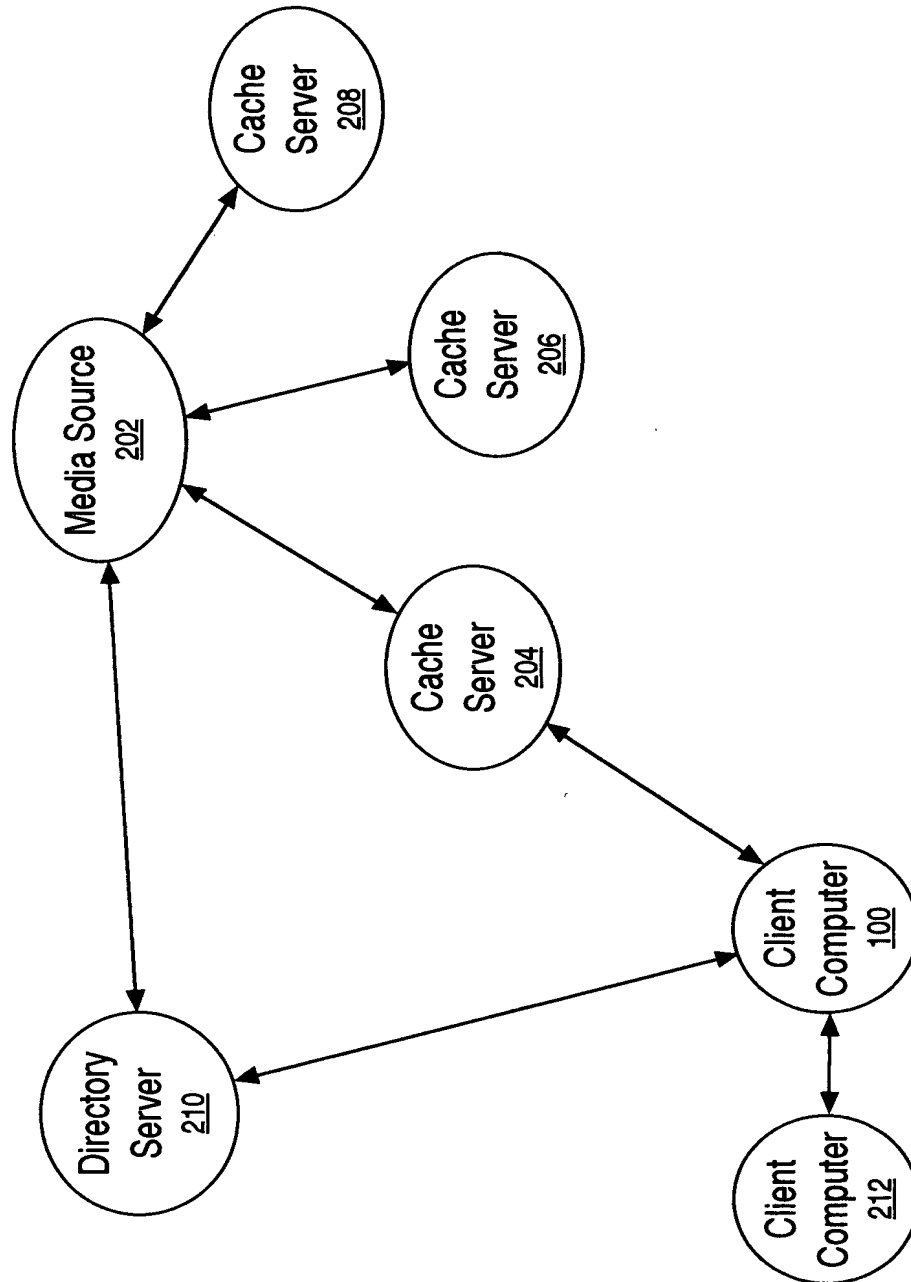 Directory
Server
210
Media Source
202
Cache
Server
208
Cache
Server
206
Cache
Server
204
Client
Computer
100
Client
Computer
212